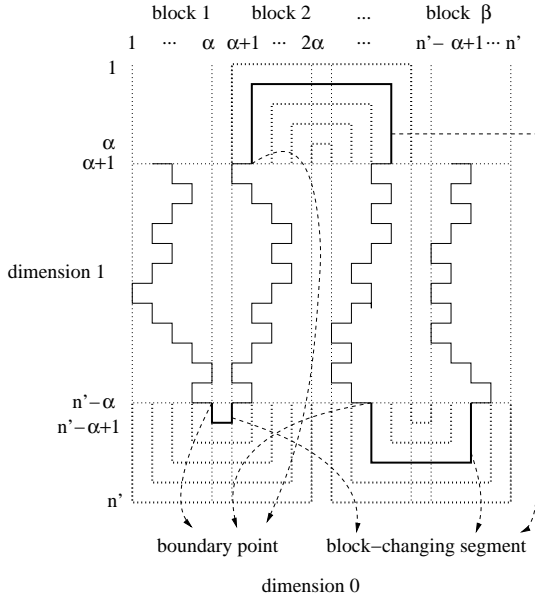 block 1 block 2 ... block β
1 ... α α+1 ... 2α ... n'− α+1 ... n'
1
α
α+1
dimension 1
n'−α
n'−α+1
n'
boundary point block−changing segment
dimension 0